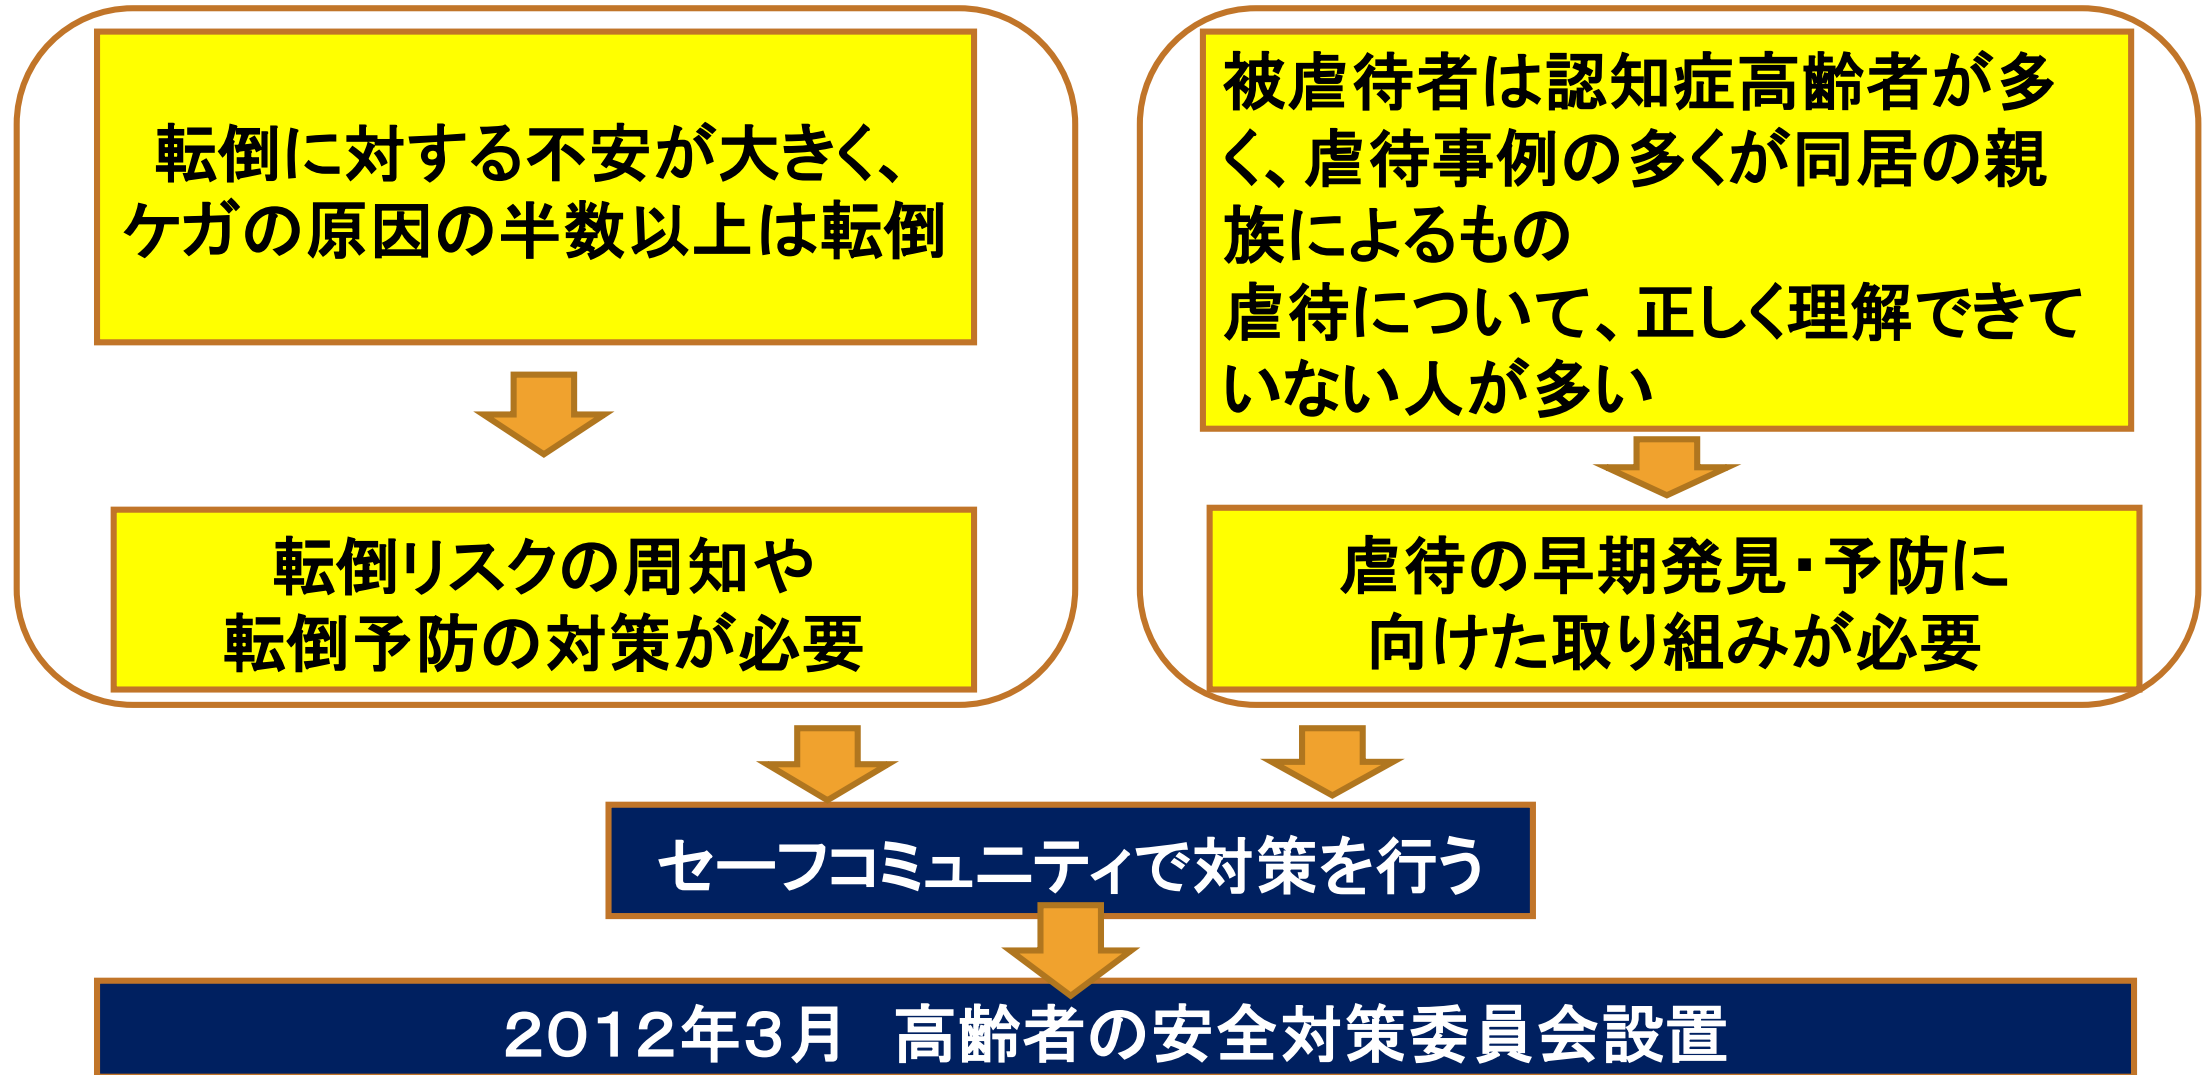 転倒に対する不安が大きく、
ケガの原因の半数以上は転倒
転倒リスクの周知や
転倒予防の対策が必要
被虐待者は認知症高齢者が多
く、虐待事例の多くが同居の親
族によるもの
虐待について、正しく理解できて
いない人が多い
虐待の早期発見・予防に
向けた取り組みが必要
セーフコミュニティで対策を行う
２０１２年３月　高齢者の安全対策委員会設置